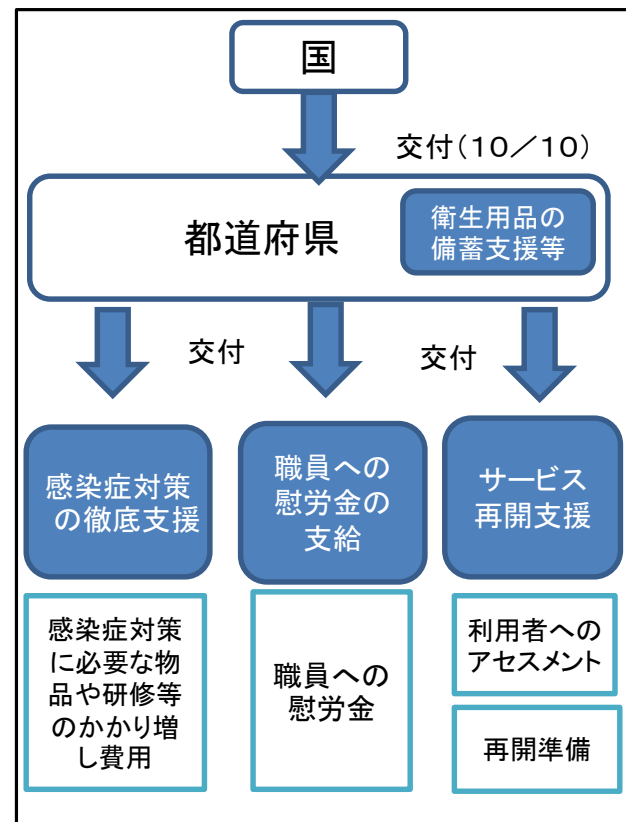 国
交付(10/10)
都道府県
衛生用品の
備蓄支援等
交付
交付
感染症対策
の徹底支援
職員への
慰労金の
支給
サービス
再開支援
感染症対策
に必要な物
品や研修等
のかかり増
し費用
職員への
慰労金
利用者への
アセスメント
再開準備